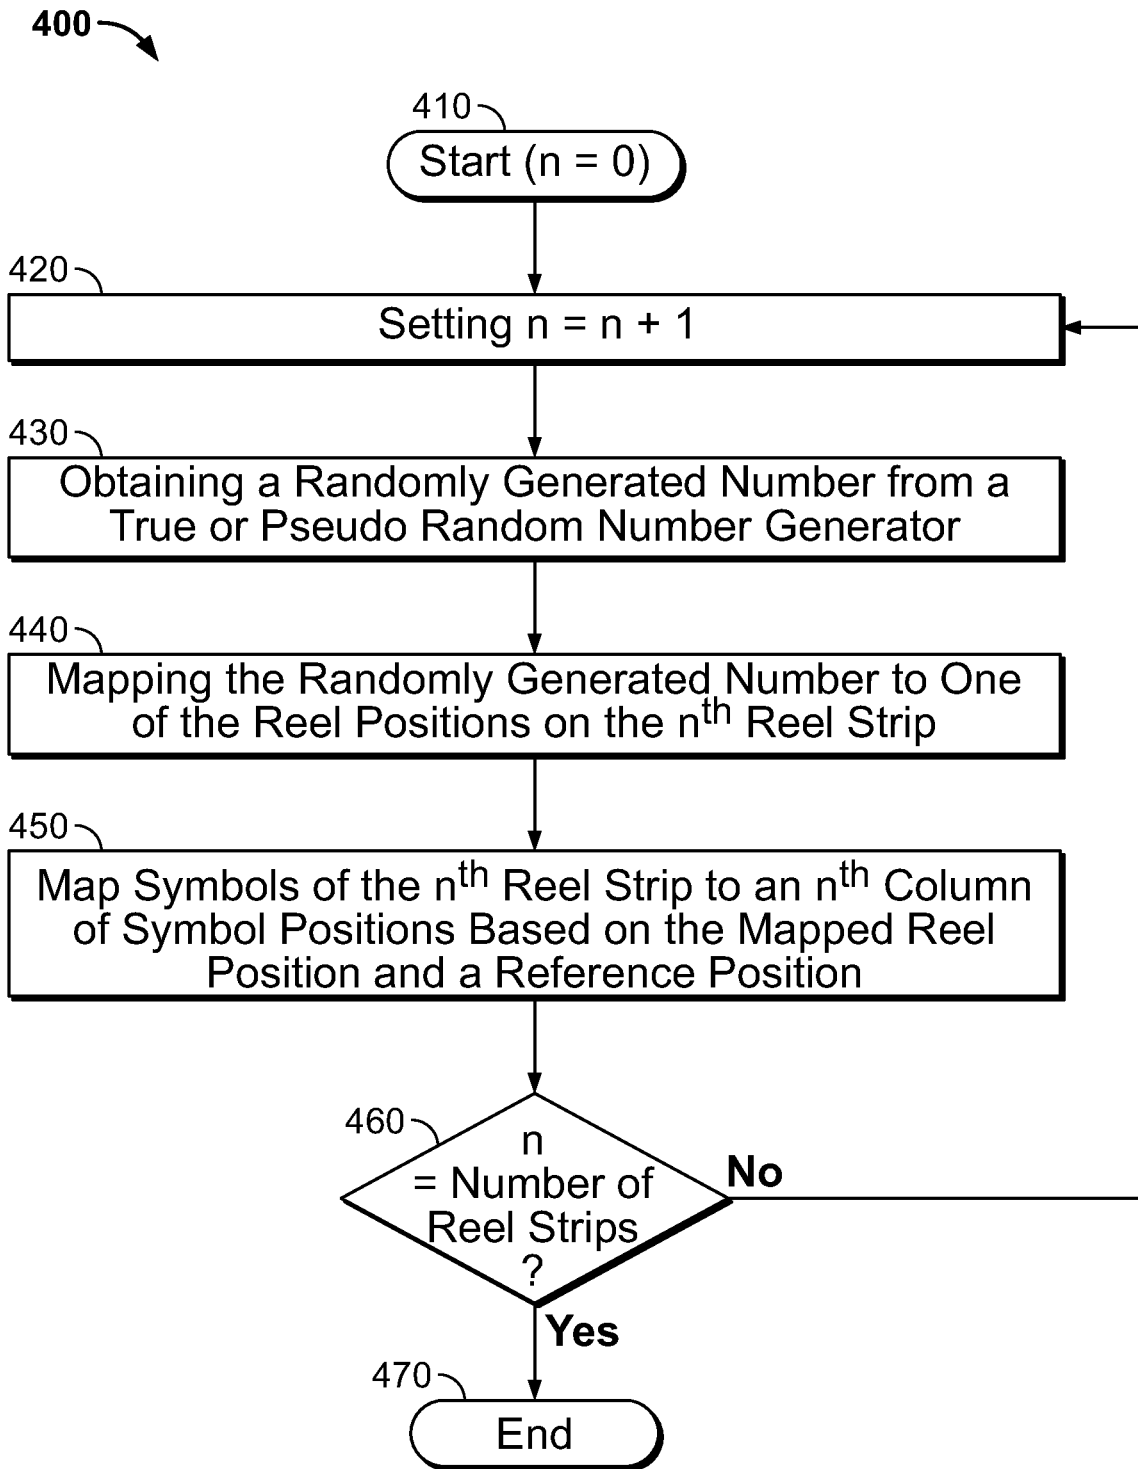 400
410
Start (n = 0)
420
Setting n = n + 1
430
Obtaining a Randomly Generated Number from a
True or Pseudo Random Number Generator
440
Mapping the Randomly Generated Number to One
of the Reel Positions on the nth Reel Strip
450
Map Symbols of the nth Reel Strip to an nth Column
of Symbol Positions Based on the Mapped Reel
Position and a Reference Position
460
n
= Number of
Reel Strips
?
No
Yes
470
End